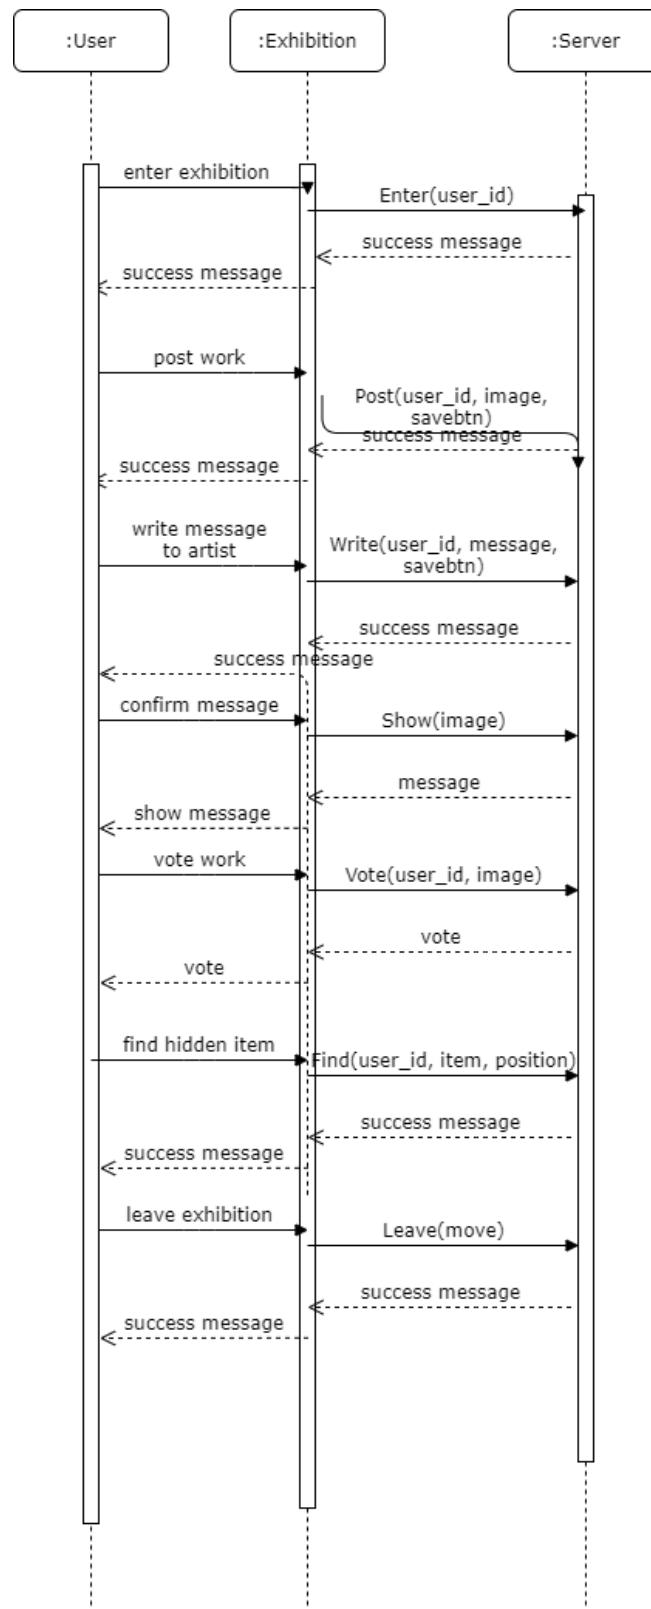 :User
:Exhibition
:Server
enter exhibition
Enter(user_id)
success message
success message
post work
Post(user_id, image,
savebtn)
success message
success message
write message
to artist
Write(user_id, message,
savebtn)
success message
success message
confirm message
Show(image)
message
show message
vote work
Vote(user_id, image)
vote
vote
find hidden item
Find(user_id, item, position)
success message
success message
leave exhibition
Leave(move)
success message
success message